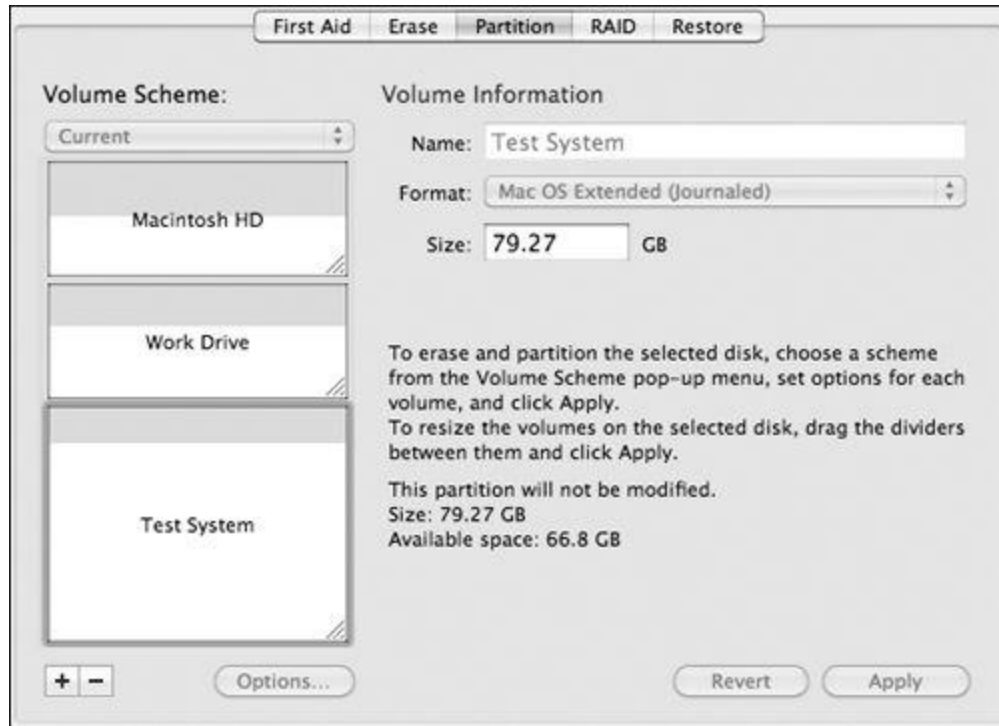 First Aid Erase Partition RAID Restore
Volume Scheme:
Current
Macintosh HD
Work Drive
Test System
+ −
Options...
Volume Information
Name: Test System
Format: Mac OS Extended (Journaled)
Size: 79.27 GB
To erase and partition the selected disk, choose a scheme
from the Volume Scheme pop-up menu, set options for each
volume, and click Apply.
To resize the volumes on the selected disk, drag the dividers
between them and click Apply.
This partition will not be modified.
Size: 79.27 GB
Available space: 66.8 GB
Revert Apply